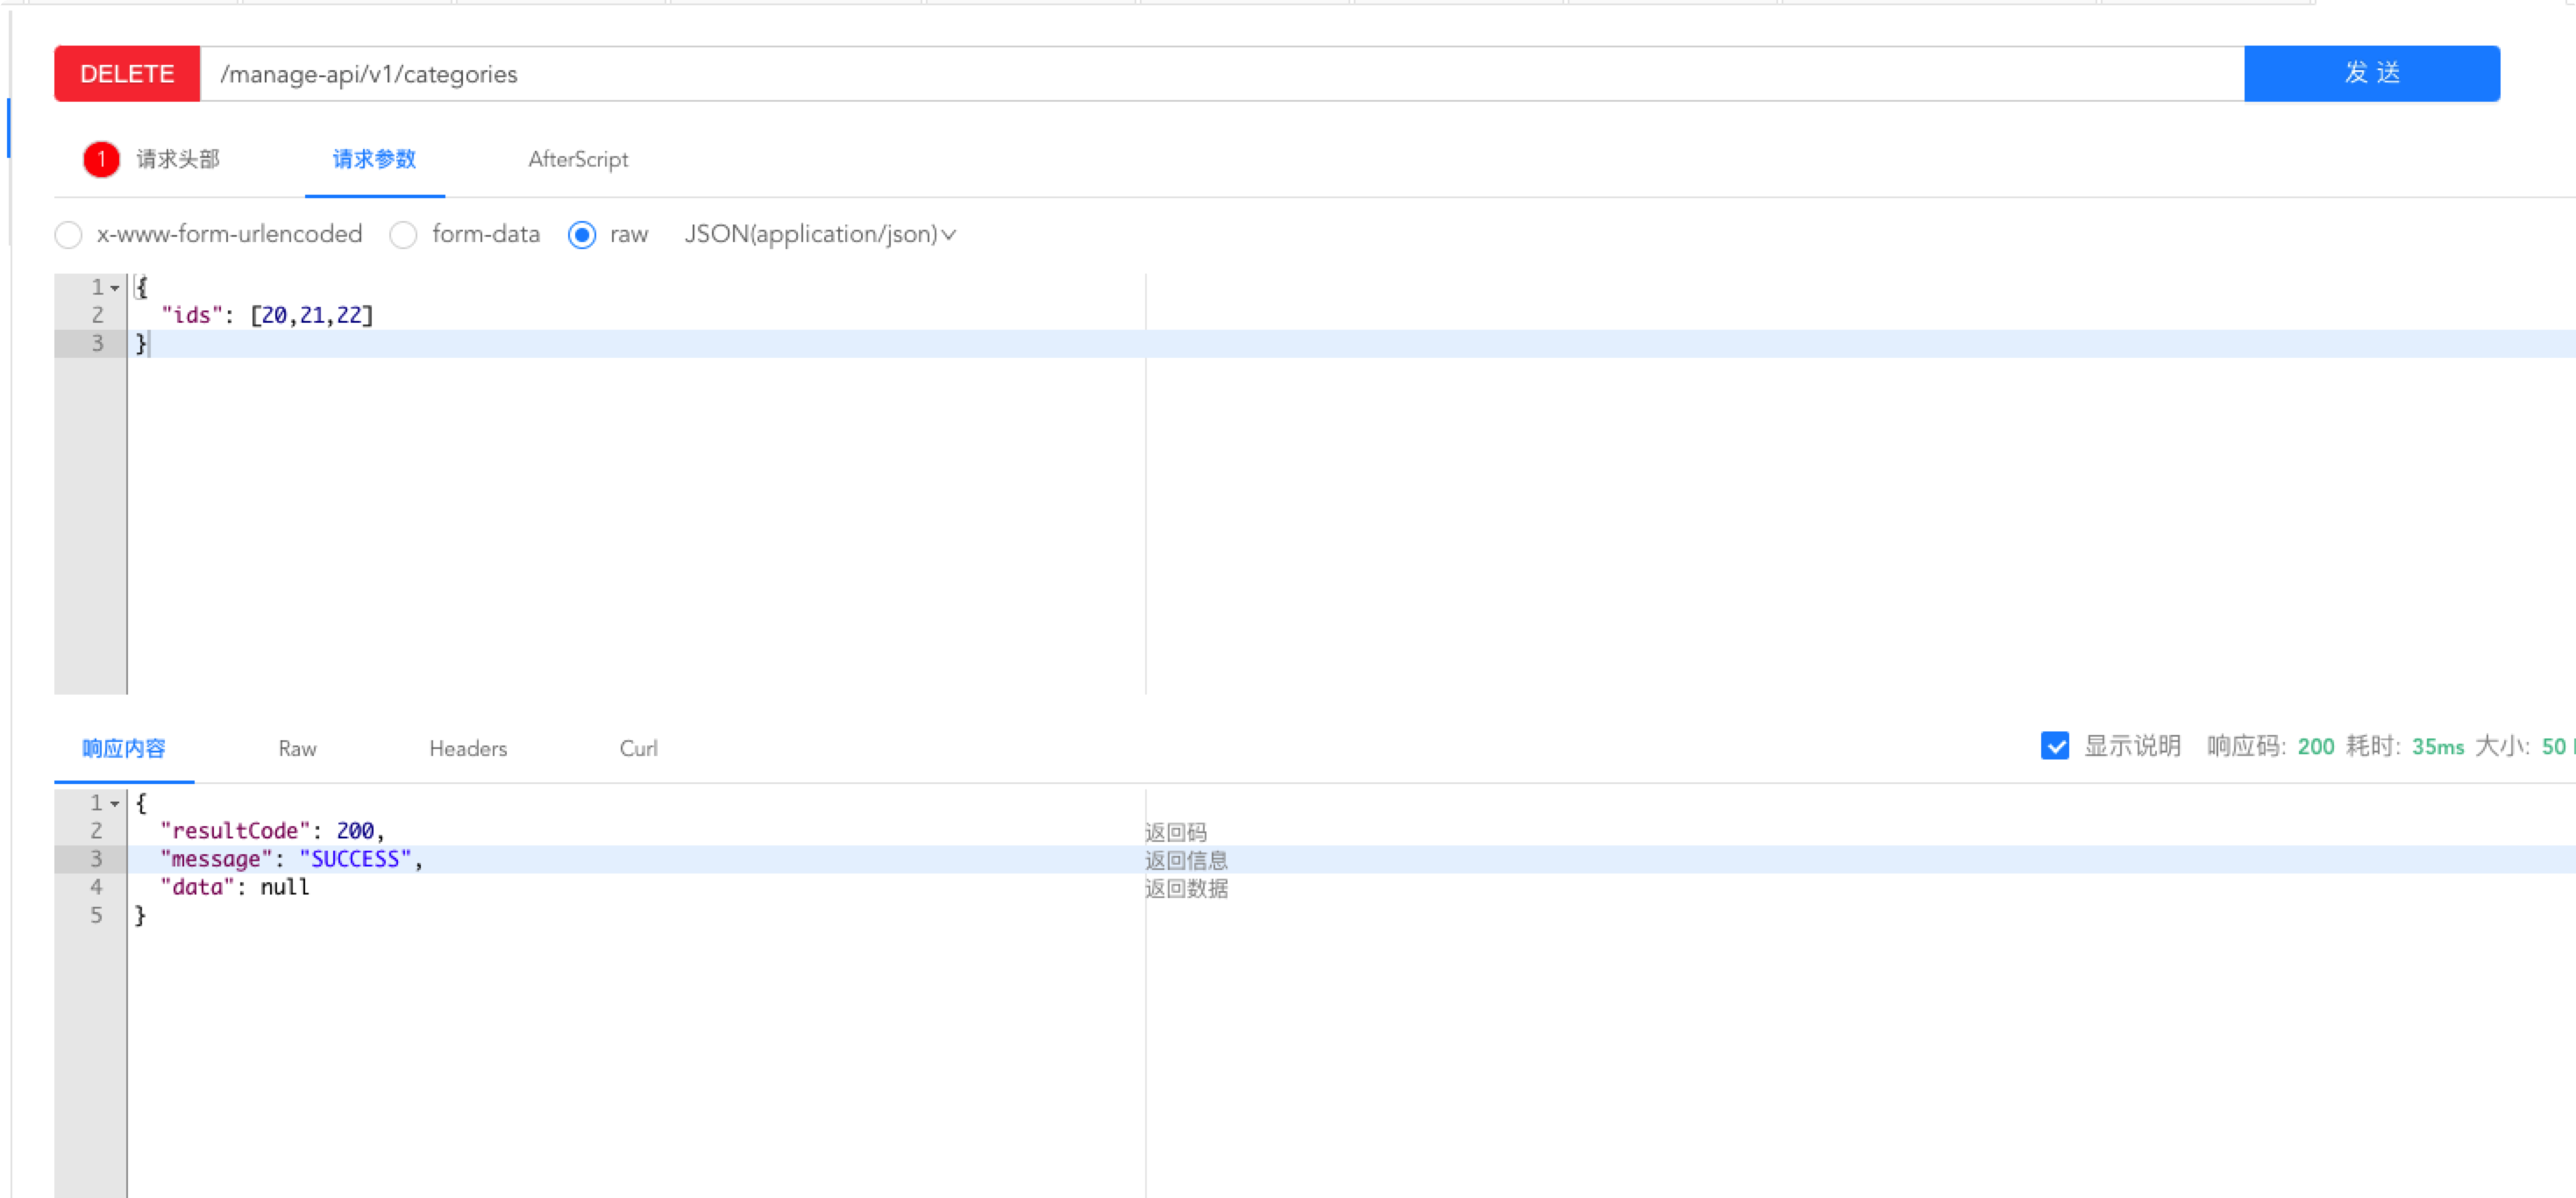 DELETE /manage-api/v1/categories 发 送
1 请求头部 请求参数 AfterScript
x-www-form-urlencoded form-data raw JSON(application/json)
1 {
2 "ids": [20,21,22]
3 }
响应内容 Raw Headers Curl 显示说明 响应码: 200 耗时: 35ms 大小: 50
1 {
2 "resultCode": 200, 返回码
3 "message": "SUCCESS", 返回信息
4 "data": null 返回数据
5 }